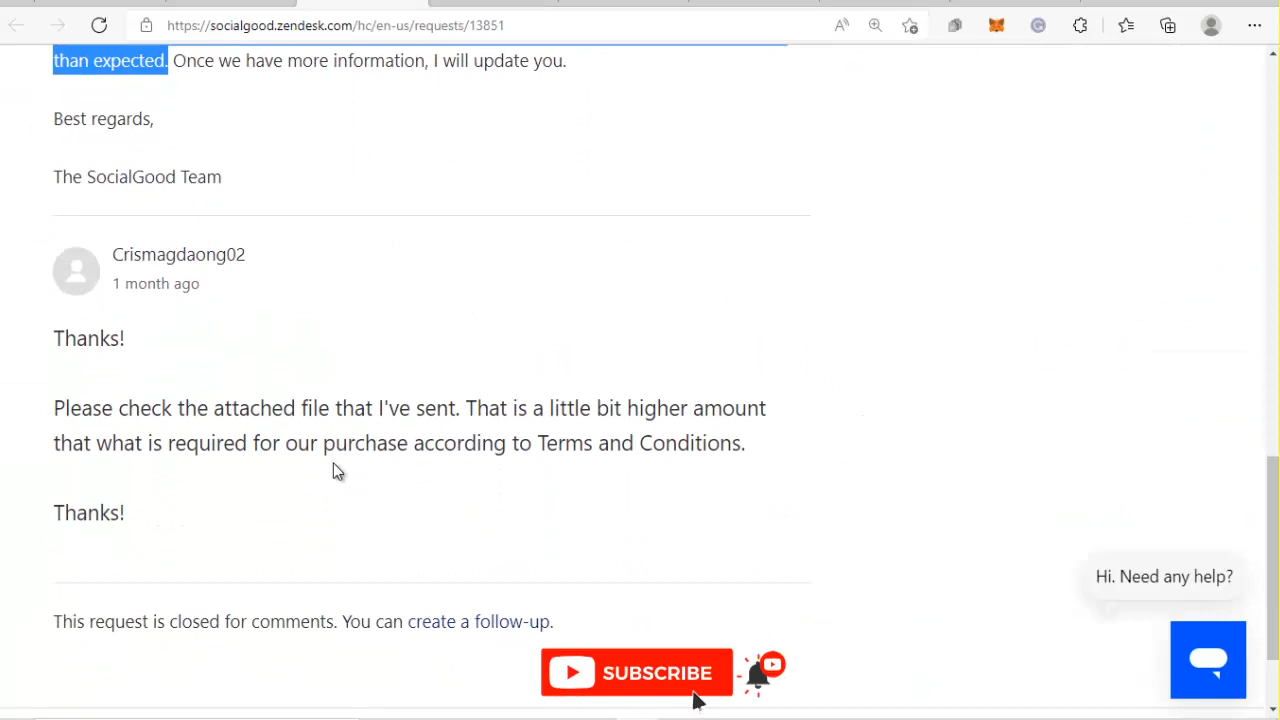 https://socialgood.zendesk.com/hc/en-us/requests/13851
than expected. Once we have more information, I will update you.
Best regards,
The SocialGood Team
Crismagdaong02
1 month ago
Thanks!
Please check the attached file that I've sent. That is a little bit higher amount
that what is required for our purchase according to Terms and Conditions.
Thanks!
Hi. Need any help?
This request is closed for comments. You can create a follow-up.
SUBSCRIBE